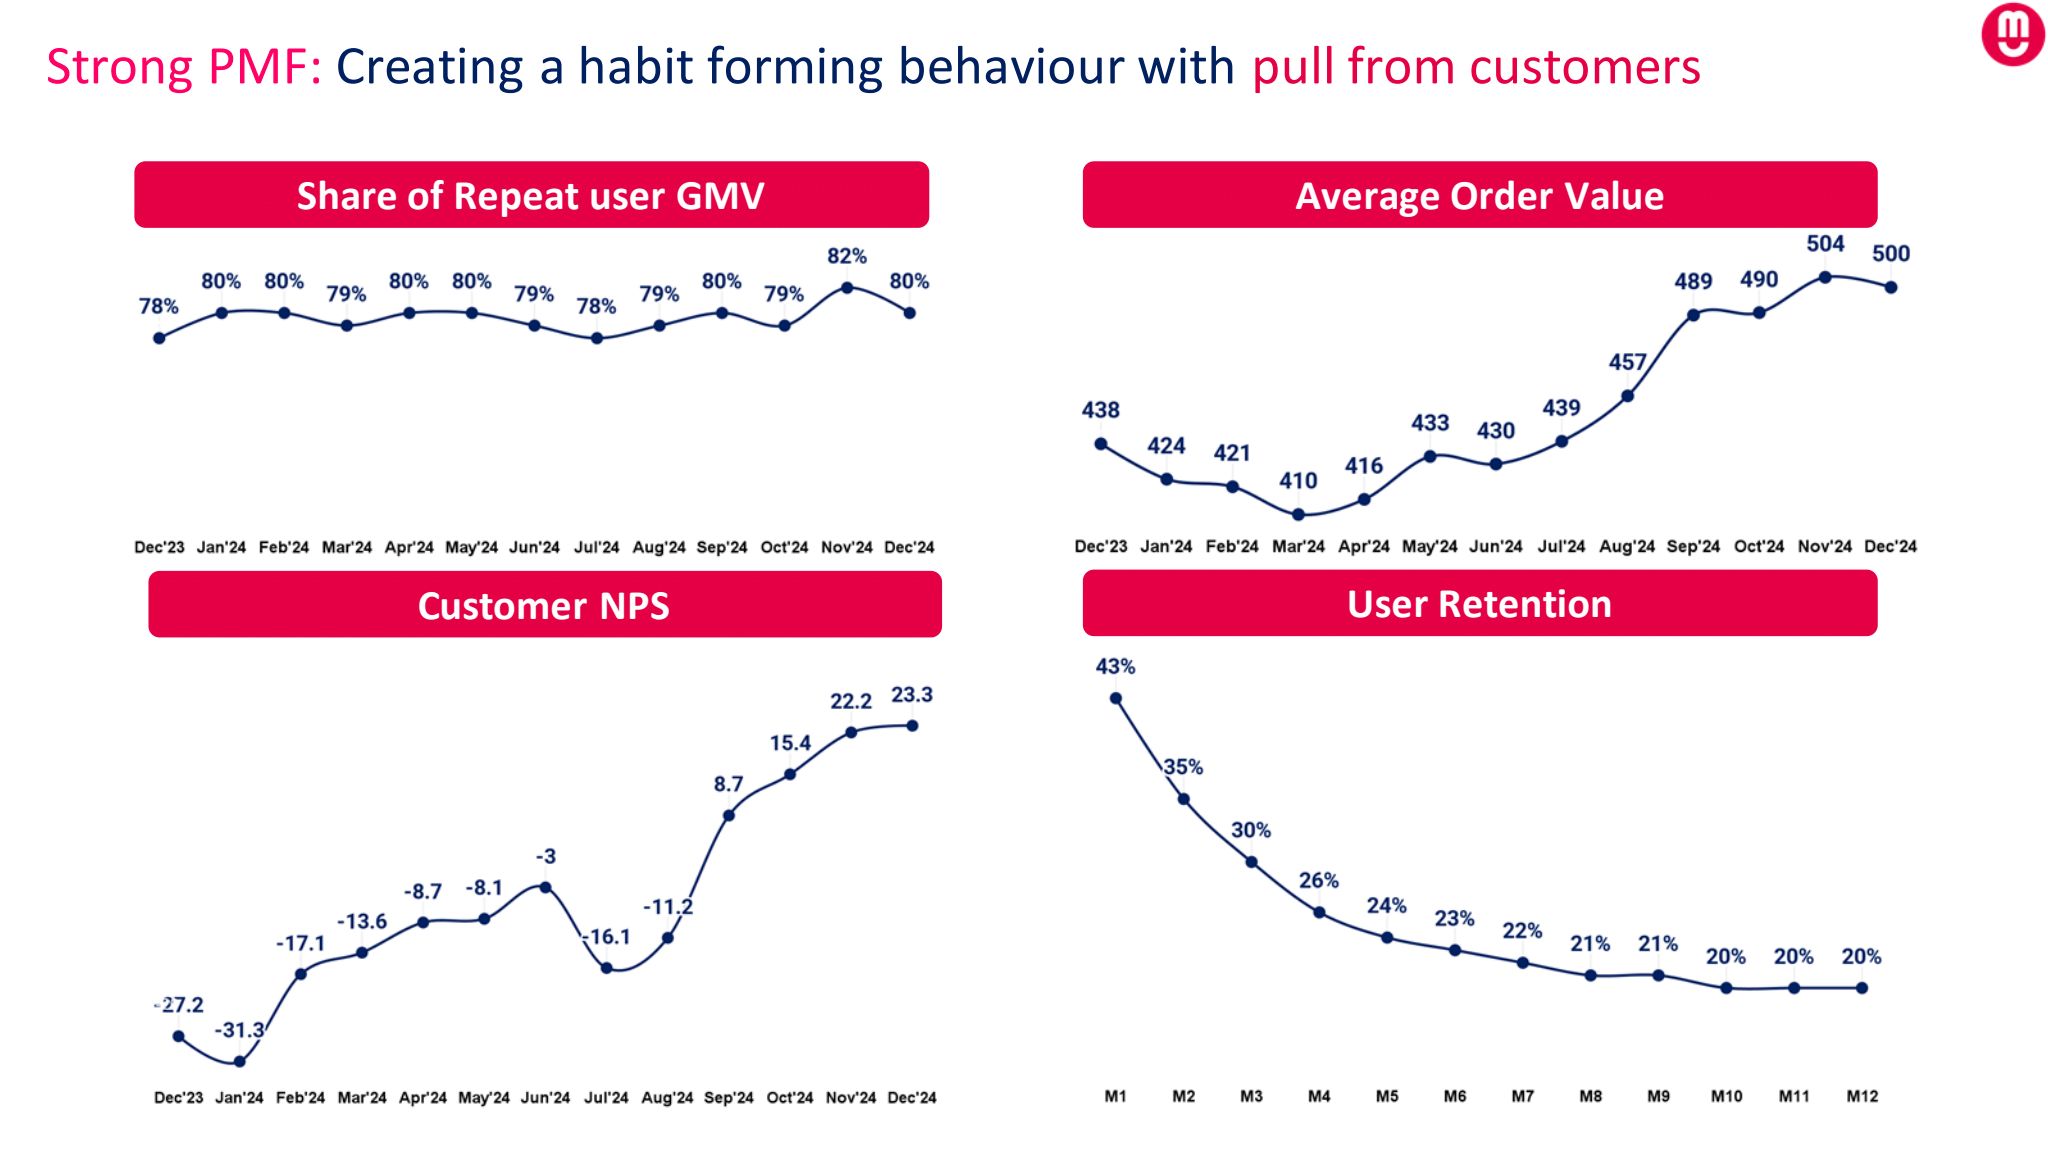 Strong PMF: Creating a habit forming behaviour with pull from customers
Share of Repeat user GMV
78% 80% 80% 79% 80% 80% 79% 78% 79% 80% 79% 82% 80%
Dec'23 Jan'24 Feb'24 Mar'24 Apr'24 May'24 Jun'24 Jul'24 Aug'24 Sep'24 Oct'24 Nov'24 Dec'24
Average Order Value
438 424 421 410 416 433 430 439 457 489 490 504 500
Dec'23 Jan'24 Feb'24 Mar'24 Apr'24 May'24 Jun'24 Jul'24 Aug'24 Sep'24 Oct'24 Nov'24 Dec'24
Customer NPS
-27.2 -31.3 -17.1 -13.6 -8.7 -8.1 -3 -16.1 -11.2 8.7 15.4 22.2 23.3
Dec'23 Jan'24 Feb'24 Mar'24 Apr'24 May'24 Jun'24 Jul'24 Aug'24 Sep'24 Oct'24 Nov'24 Dec'24
User Retention
43% 35% 30% 26% 24% 23% 22% 21% 21% 20% 20% 20%
M1 M2 M3 M4 M5 M6 M7 M8 M9 M10 M11 M12